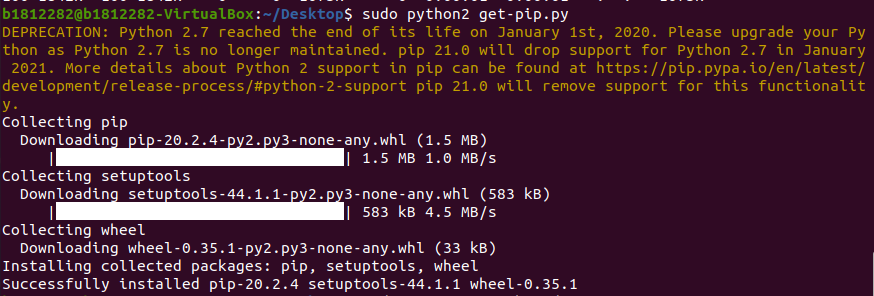 b1812282@b1812282-VirtualBox:~/Desktop$ sudo python2 get-pip.py
DEPRECATION: Python 2.7 reached the end of its life on January 1st, 2020. Please upgrade your Py
thon as Python 2.7 is no longer maintained. pip 21.0 will drop support for Python 2.7 in January
 2021. More details about Python 2 support in pip can be found at https://pip.pypa.io/en/latest/
development/release-process/#python-2-support pip 21.0 will remove support for this functionalit
y.
Collecting pip
  Downloading pip-20.2.4-py2.py3-none-any.whl (1.5 MB)
     | | 1.5 MB 1.0 MB/s
Collecting setuptools
  Downloading setuptools-44.1.1-py2.py3-none-any.whl (583 kB)
     | | 583 kB 4.5 MB/s
Collecting wheel
  Downloading wheel-0.35.1-py2.py3-none-any.whl (33 kB)
Installing collected packages: pip, setuptools, wheel
Successfully installed pip-20.2.4 setuptools-44.1.1 wheel-0.35.1